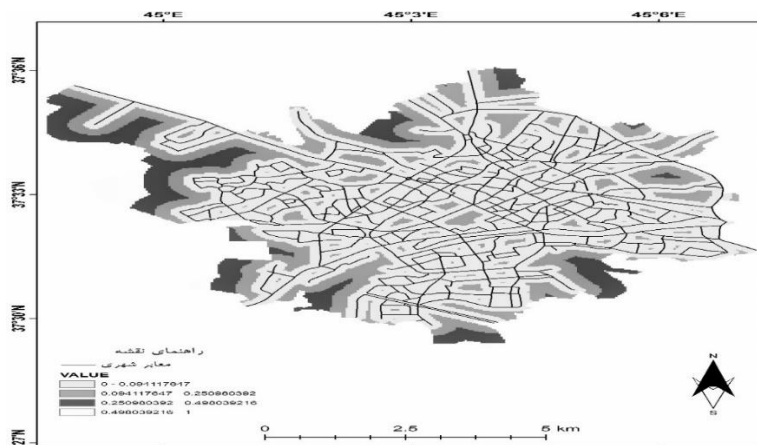 45°E 45°3'E 45°6'E
37°36'N
37°33'N
37°30'N
27'N
راهنمای نقشه
معابر شهری
VALUE
0 - 0.094117647
0.094117647 0.250980392
0.250980392 0.498039216
0.498039216 1
N
S
0 2.5 5 km